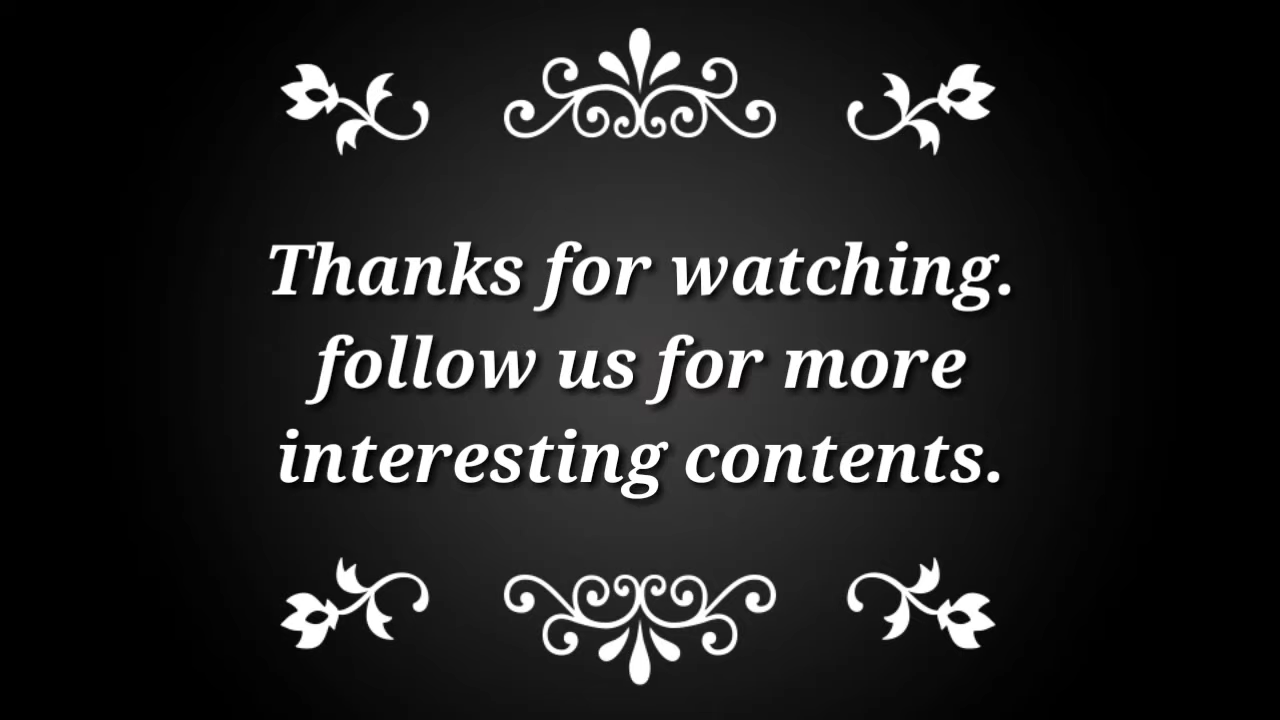 Thanks for watching.
follow us for more
interesting contents.